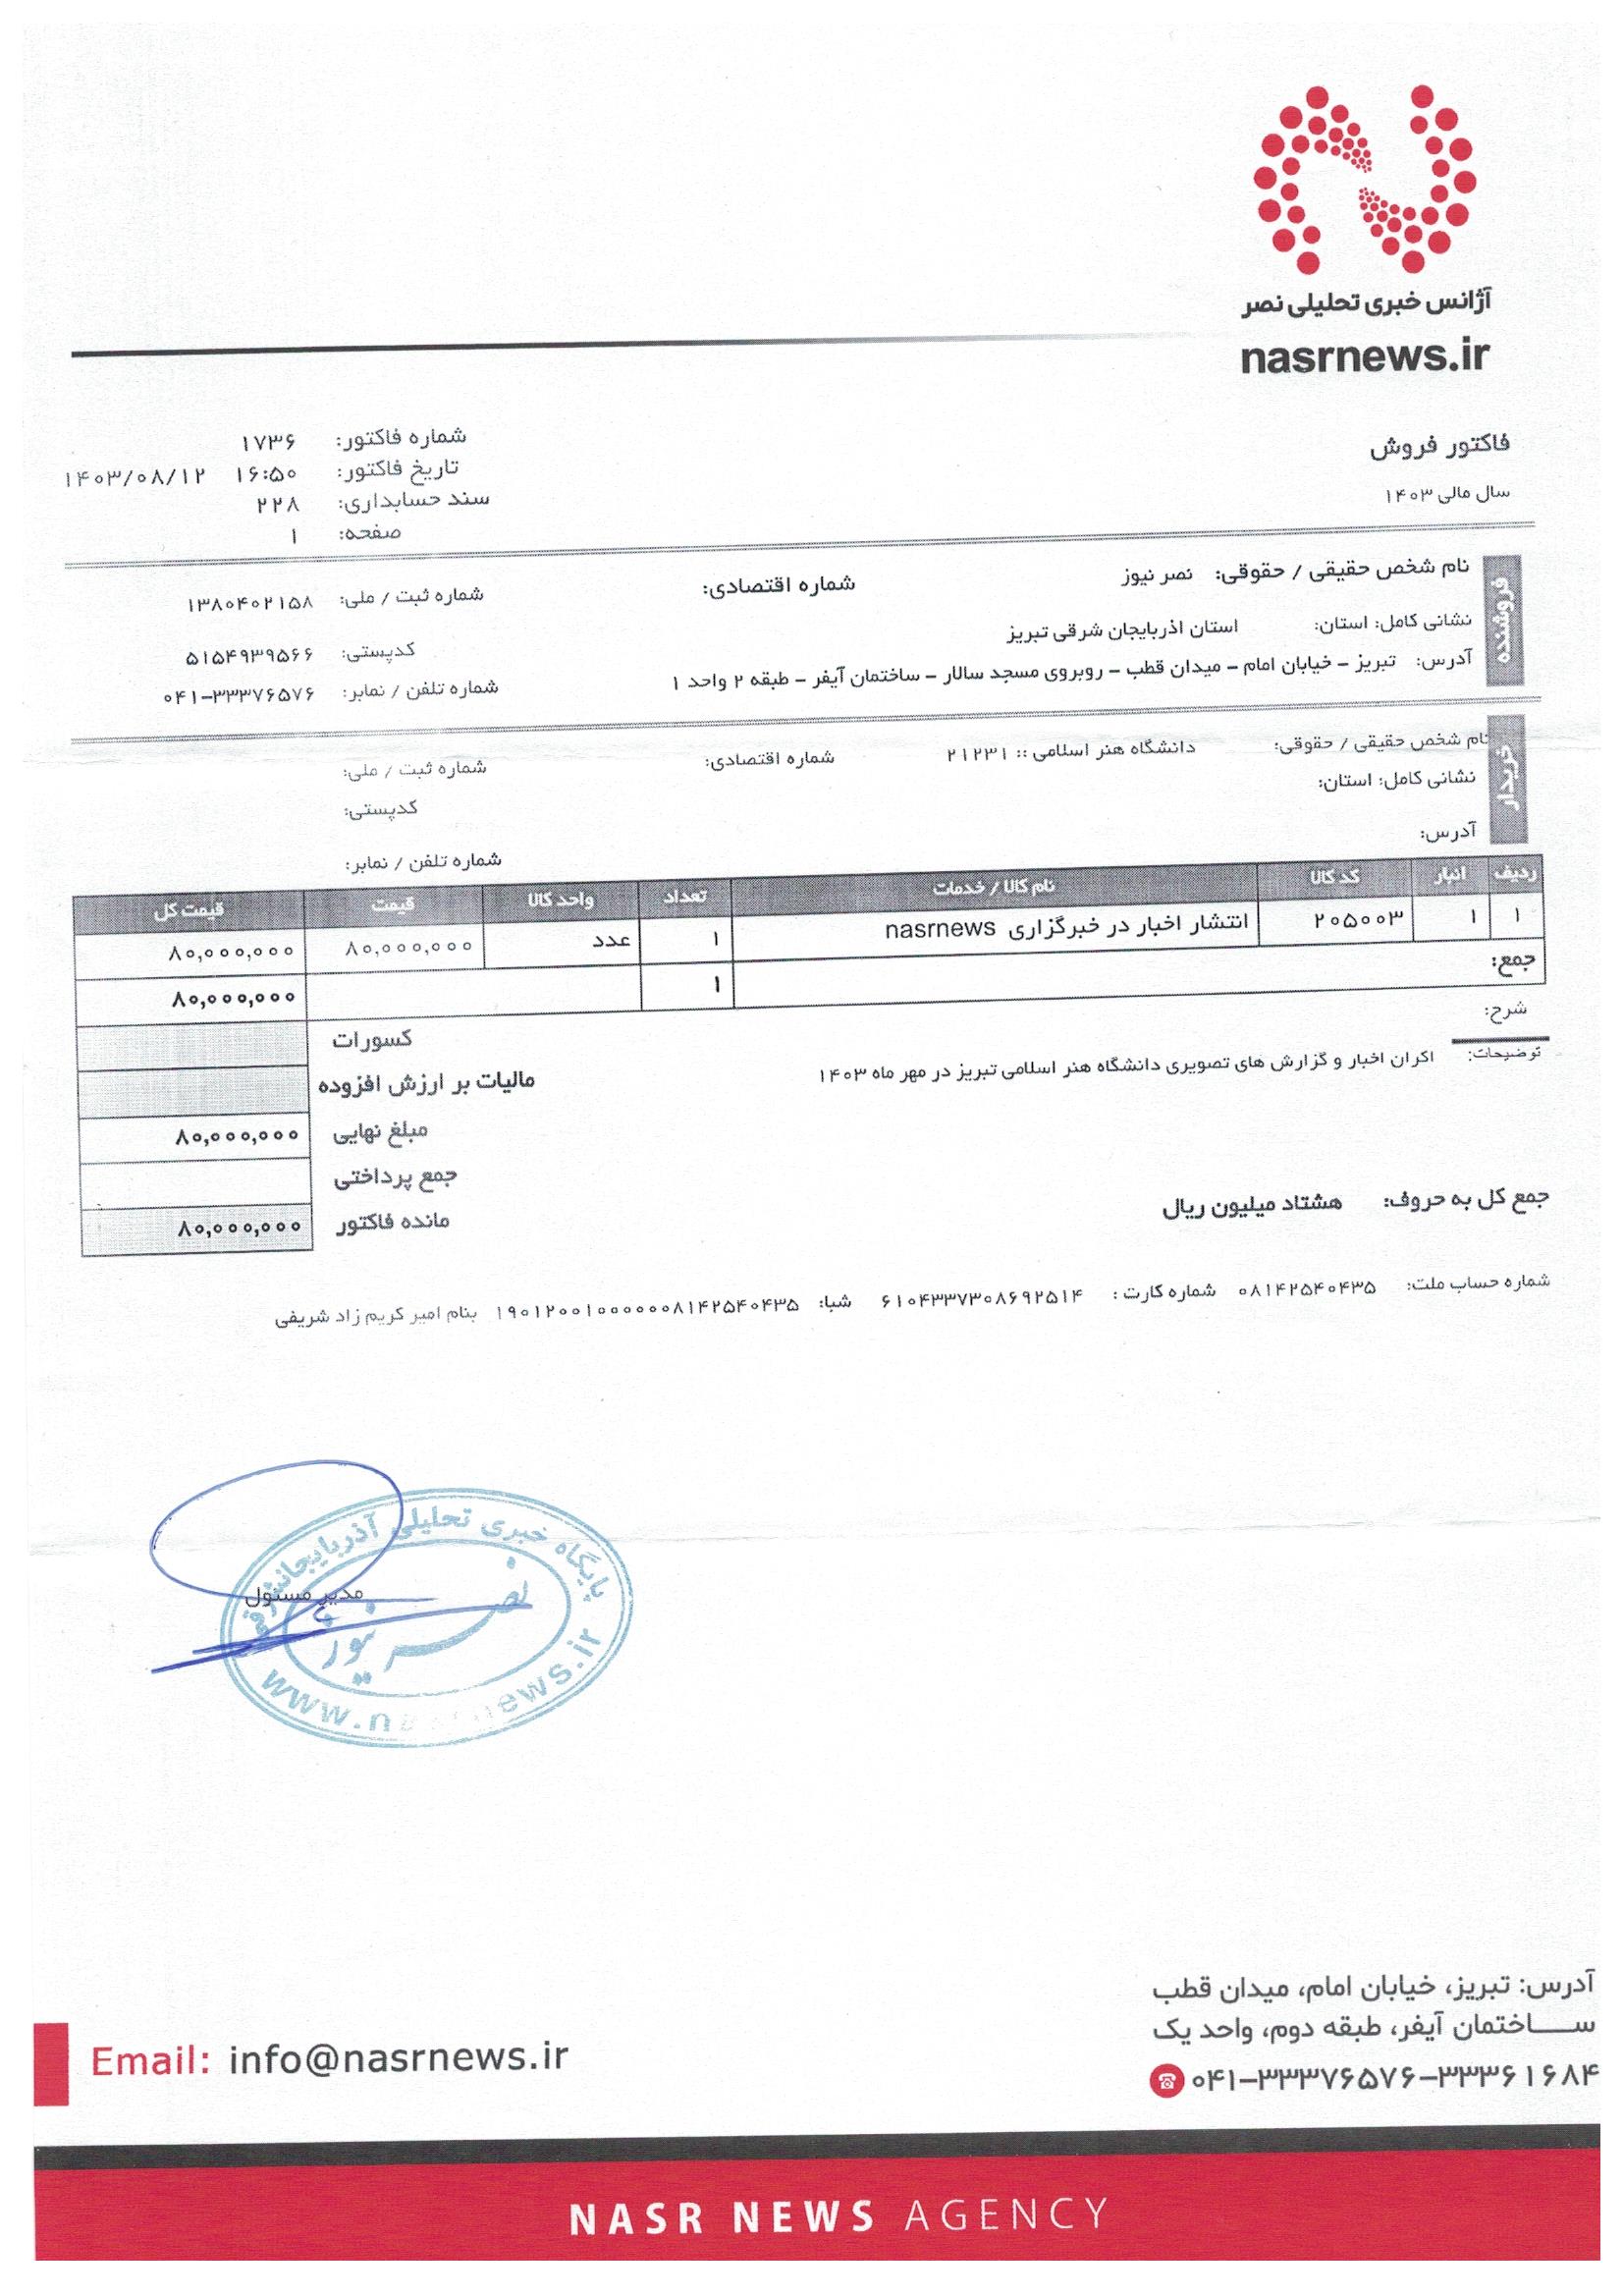 آژانس خبری تحلیلی نصر
nasrnews.ir
فاکتور فروش
سال مالی ۱۴۰۳
شماره فاکتور: ۱۷۳۶
تاریخ فاکتور: ۱۶:۵۰ ۱۴۰۳/۰۸/۱۲
سند حسابداری: ۲۲۸
صفحه: ۱
فروشنده
نام شخص حقیقی / حقوقی: نصر نیوز شماره اقتصادی: شماره ثبت / ملی: ۱۳۸۰۴۰۲۱۵۸
نشانی کامل: استان: استان اذربایجان شرقی تبریز کدپستی: ۵۱۵۴۹۳۹۵۶۶
آدرس: تبریز - خیابان امام - میدان قطب - روبروی مسجد سالار - ساختمان آیفر - طبقه ۲ واحد ۱ شماره تلفن / نمابر: ۰۴۱-۳۳۳۷۶۵۷۶
خریدار
نام شخص حقیقی / حقوقی: دانشگاه هنر اسلامی :: ۲۱۲۳۱ شماره اقتصادی: شماره ثبت / ملی:
نشانی کامل: استان: کدپستی:
آدرس: شماره تلفن / نمابر:
ردیف انبار کد کالا نام کالا / خدمات تعداد واحد کالا قیمت قیمت کل
۱ ۱ ۲۰۵۰۰۳ انتشار اخبار در خبرگزاری nasrnews ۱ عدد ۸۰,۰۰۰,۰۰۰ ۸۰,۰۰۰,۰۰۰
جمع: ۱ ۸۰,۰۰۰,۰۰۰
شرح:
توضیحات: اکران اخبار و گزارش های تصویری دانشگاه هنر اسلامی تبریز در مهر ماه ۱۴۰۳
کسورات
مالیات بر ارزش افزوده
مبلغ نهایی ۸۰,۰۰۰,۰۰۰
جمع پرداختی
مانده فاکتور ۸۰,۰۰۰,۰۰۰
جمع کل به حروف: هشتاد میلیون ریال
شماره حساب ملت: ۰۸۱۴۲۵۴۰۴۳۵ شماره کارت : ۶۱۰۴۳۳۷۳۰۸۶۹۲۵۱۴ شبا: ۱۹۰۱۲۰۰۱۰۰۰۰۰۰۰۸۱۴۲۵۴۰۴۳۵ بنام امیر کریم زاد شریفی
پایگاه خبری تحلیلی آذربایجانشرقی
مدیر مسئول
نصر نیوز
www.nasrnews.ir
آدرس: تبریز، خیابان امام، میدان قطب
ســـاختمان آیفر، طبقه دوم، واحد یک
۰۴۱-۳۳۳۷۶۵۷۶-۳۳۳۶۱۶۸۴
Email: info@nasrnews.ir
NASR NEWS AGENCY